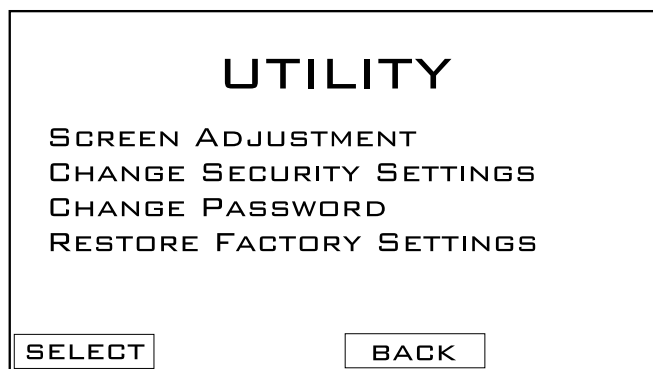 UTILITY
SCREEN ADJUSTMENT
CHANGE SECURITY SETTINGS
CHANGE PASSWORD
RESTORE FACTORY SETTINGS
SELECT BACK